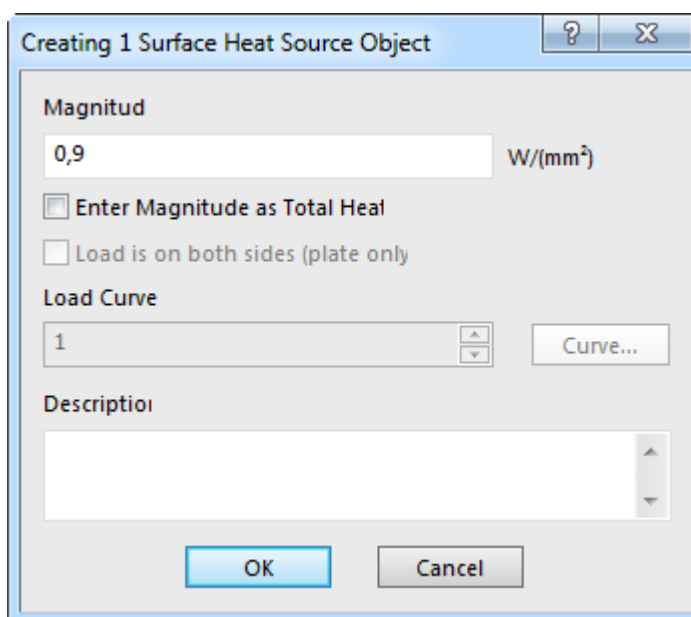 Creating 1 Surface Heat Source Object
Magnitud
0,9 W/(mm²)
Enter Magnitude as Total Heat
Load is on both sides (plate only
Load Curve
1 Curve...
Description
OK Cancel